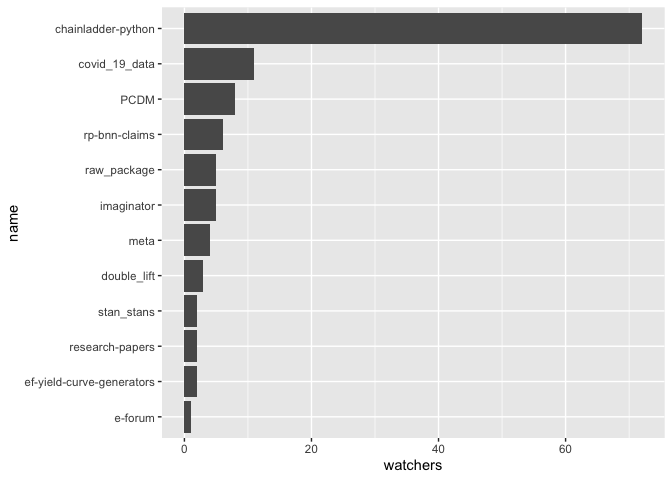 chainladder-python
covid_19_data
PCDM
rp-bnn-claims
raw_package
imaginator
meta
double_lift
stan_stans
research-papers
ef-yield-curve-generators
e-forum
name
0 20 40 60
watchers